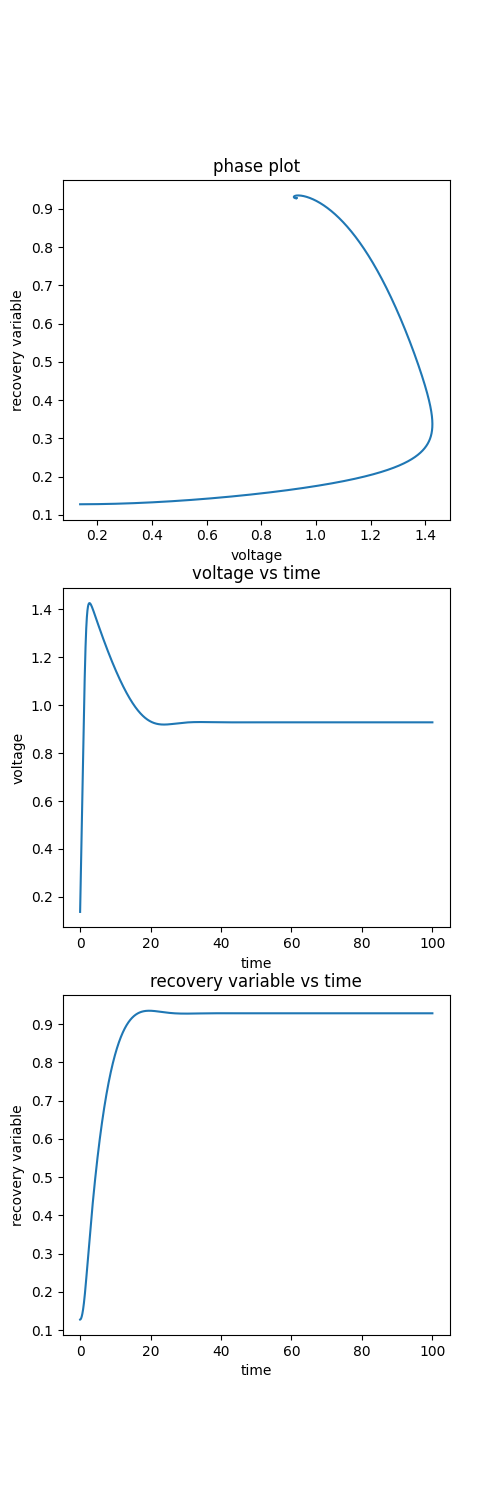 phase plot
0.9
0.8
0.7
0.6
0.5
0.4
0.3
0.2
0.1
recovery variable
0.2 0.4 0.6 0.8 1.0 1.2 1.4
voltage
voltage vs time
1.4
1.2
1.0
0.8
0.6
0.4
0.2
voltage
0 20 40 60 80 100
time
recovery variable vs time
0.9
0.8
0.7
0.6
0.5
0.4
0.3
0.2
0.1
recovery variable
0 20 40 60 80 100
time